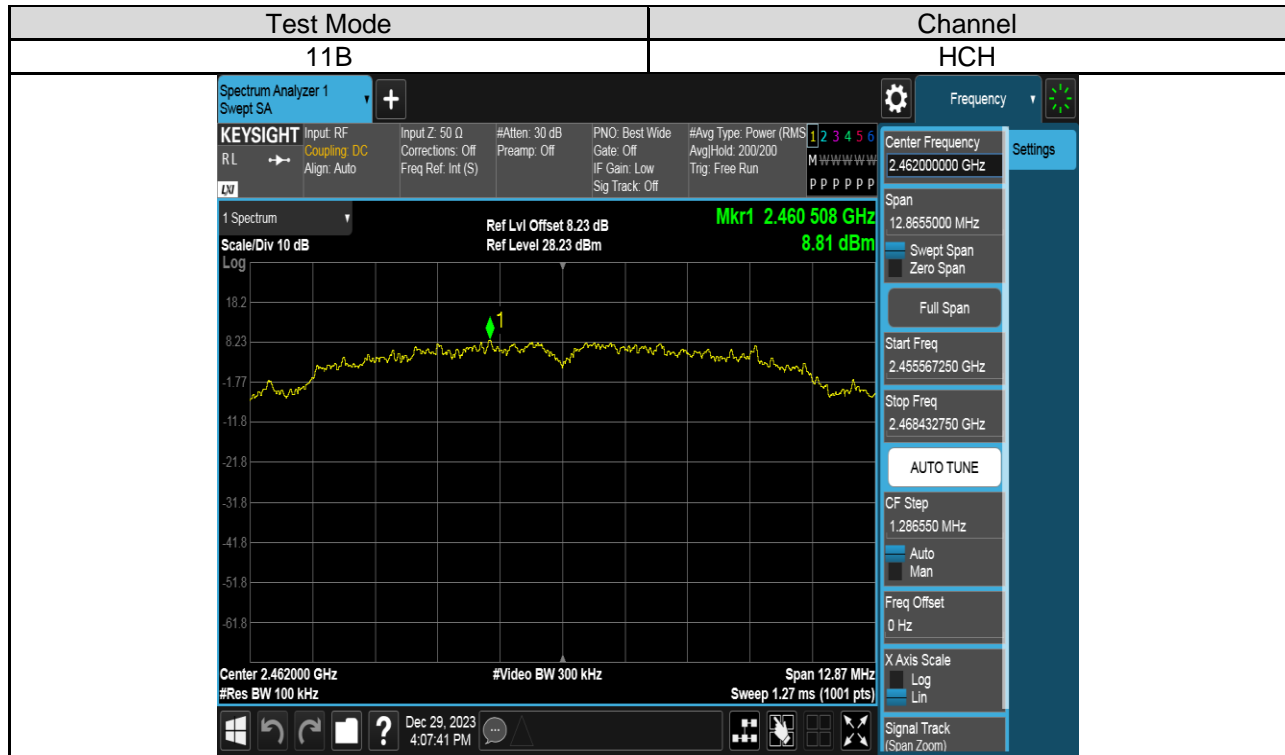 Test Mode
Channel
11B
HCH
Spectrum Analyzer 1
Swept SA
Frequency
KEYSIGHT
RL
LXI
Input: RF
Coupling: DC
Align: Auto
Input Z: 50 Ω
Corrections: Off
Freq Ref: Int (S)
#Atten: 30 dB
Preamp: Off
PNO: Best Wide
Gate: Off
IF Gain: Low
Sig Track: Off
#Avg Type: Power (RMS
Avg|Hold: 200/200
Trig: Free Run
1 2 3 4 5 6
M W W W W W
P P P P P P
1 Spectrum
Scale/Div 10 dB
Ref Lvl Offset 8.23 dB
Ref Level 28.23 dBm
Mkr1 2.460 508 GHz
8.81 dBm
Log
1
18.2
8.23
-1.77
-11.8
-21.8
-31.8
-41.8
-51.8
-61.8
Center 2.462000 GHz
#Res BW 100 kHz
#Video BW 300 kHz
Span 12.87 MHz
Sweep 1.27 ms (1001 pts)
Dec 29, 2023
4:07:41 PM
Center Frequency
2.462000000 GHz
Settings
Span
12.8655000 MHz
Swept Span
Zero Span
Full Span
Start Freq
2.455567250 GHz
Stop Freq
2.468432750 GHz
AUTO TUNE
CF Step
1.286550 MHz
Auto
Man
Freq Offset
0 Hz
X Axis Scale
Log
Lin
Signal Track
(Span Zoom)